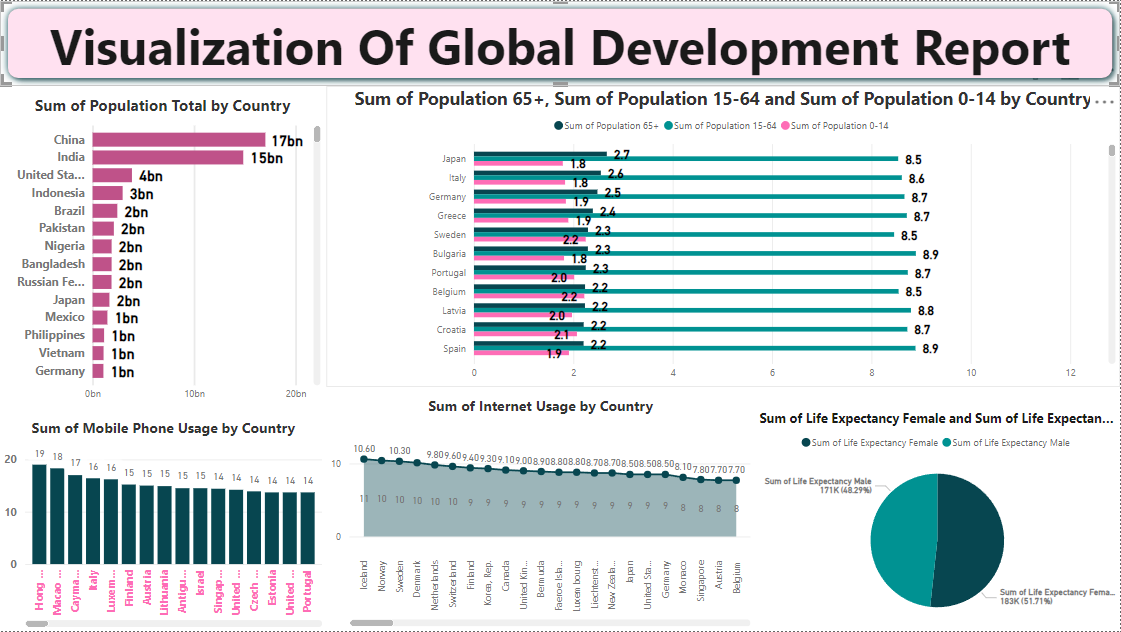 Visualization Of Global Development Report
Sum of Population Total by Country
China 17bn
India 15bn
United Sta... 4bn
Indonesia 3bn
Brazil 2bn
Pakistan 2bn
Nigeria 2bn
Bangladesh 2bn
Russian Fe... 2bn
Japan 2bn
Mexico 1bn
Philippines 1bn
Vietnam 1bn
Germany 1bn
0bn 10bn 20bn
Sum of Population 65+, Sum of Population 15-64 and Sum of Population 0-14 by Country
Sum of Population 65+ Sum of Population 15-64 Sum of Population 0-14
Japan 2.7 8.5 1.8
Italy 2.6 8.6 1.8
Germany 2.5 8.7 1.9
Greece 2.4 8.7 1.9
Sweden 2.3 8.5 2.2
Bulgaria 2.3 8.9 1.8
Portugal 2.3 8.7 2.0
Belgium 2.2 8.5 2.2
Latvia 2.2 8.8 2.0
Croatia 2.2 8.7 2.1
Spain 2.2 8.9 1.9
0 2 4 6 8 10 12
Sum of Mobile Phone Usage by Country
20
10
0
19 18 17 16 16 15 15 15 15 15 14 14 14 14 14 14
Hong ...
Macao ...
Cayma...
Italy
Luxem...
Finland
Austria
Lithuania
Antigu...
Israel
Singap...
United ...
Czech ...
Estonia
United ...
Portugal
Sum of Internet Usage by Country
10
0
10.60 10.30 9.80 9.60 9.40 9.30 9.10 9.00 8.90 8.80 8.80 8.80 8.70 8.70 8.50 8.50 8.50 8.10 7.80 7.70 7.70
11 10 10 10 10 10 9 9 9 9 9 9 9 9 9 9 9 9 8 8 8 8
Iceland
Norway
Sweden
Denmark
Netherlands
Switzerland
Finland
Korea, Rep.
Canada
United Kin...
Bermuda
Faeroe Isla...
Luxembourg
Liechtenst...
New Zeala...
Japan
United Sta...
Germany
Monaco
Singapore
Austria
Belgium
Sum of Life Expectancy Female and Sum of Life Expectan...
Sum of Life Expectancy Female Sum of Life Expectancy Male
Sum of Life Expectancy Male
171K (48.29%)
Sum of Life Expectancy Fema...
183K (51.71%)